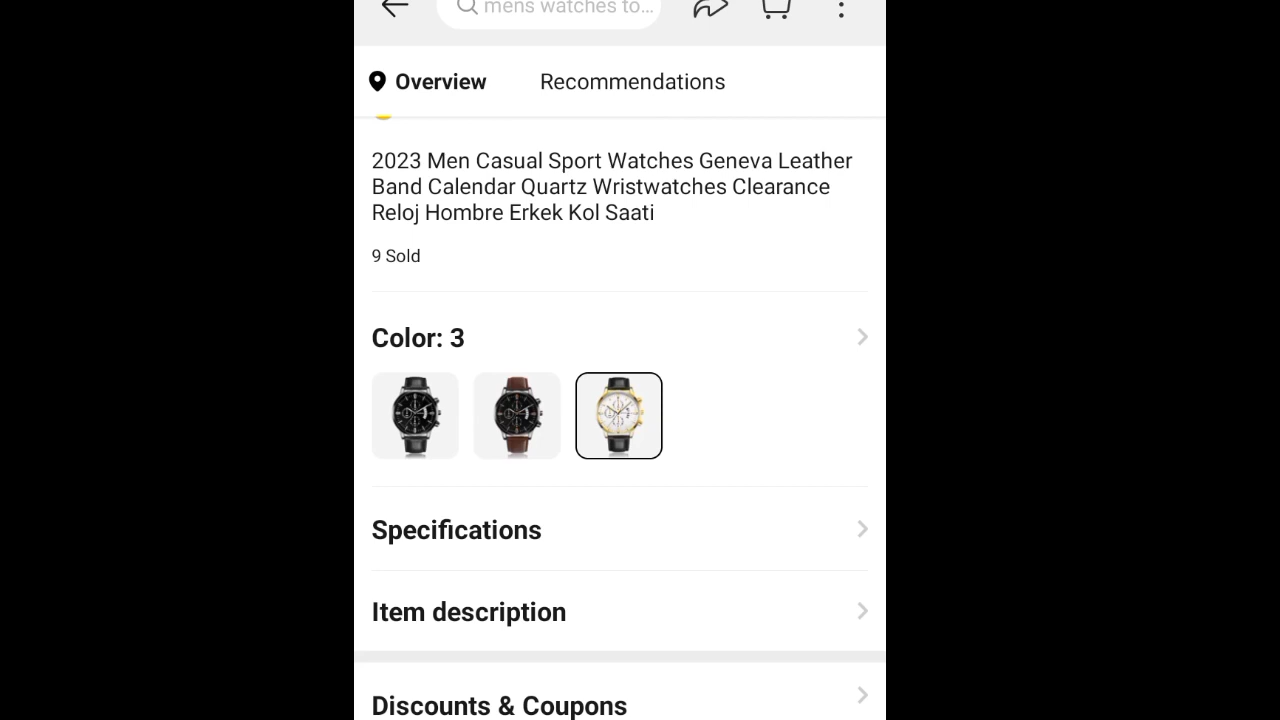 mens watches to...
Overview
Recommendations
2023 Men Casual Sport Watches Geneva Leather
Band Calendar Quartz Wristwatches Clearance
Reloj Hombre Erkek Kol Saati
9 Sold
Color: 3
Specifications
Item description
Discounts & Coupons